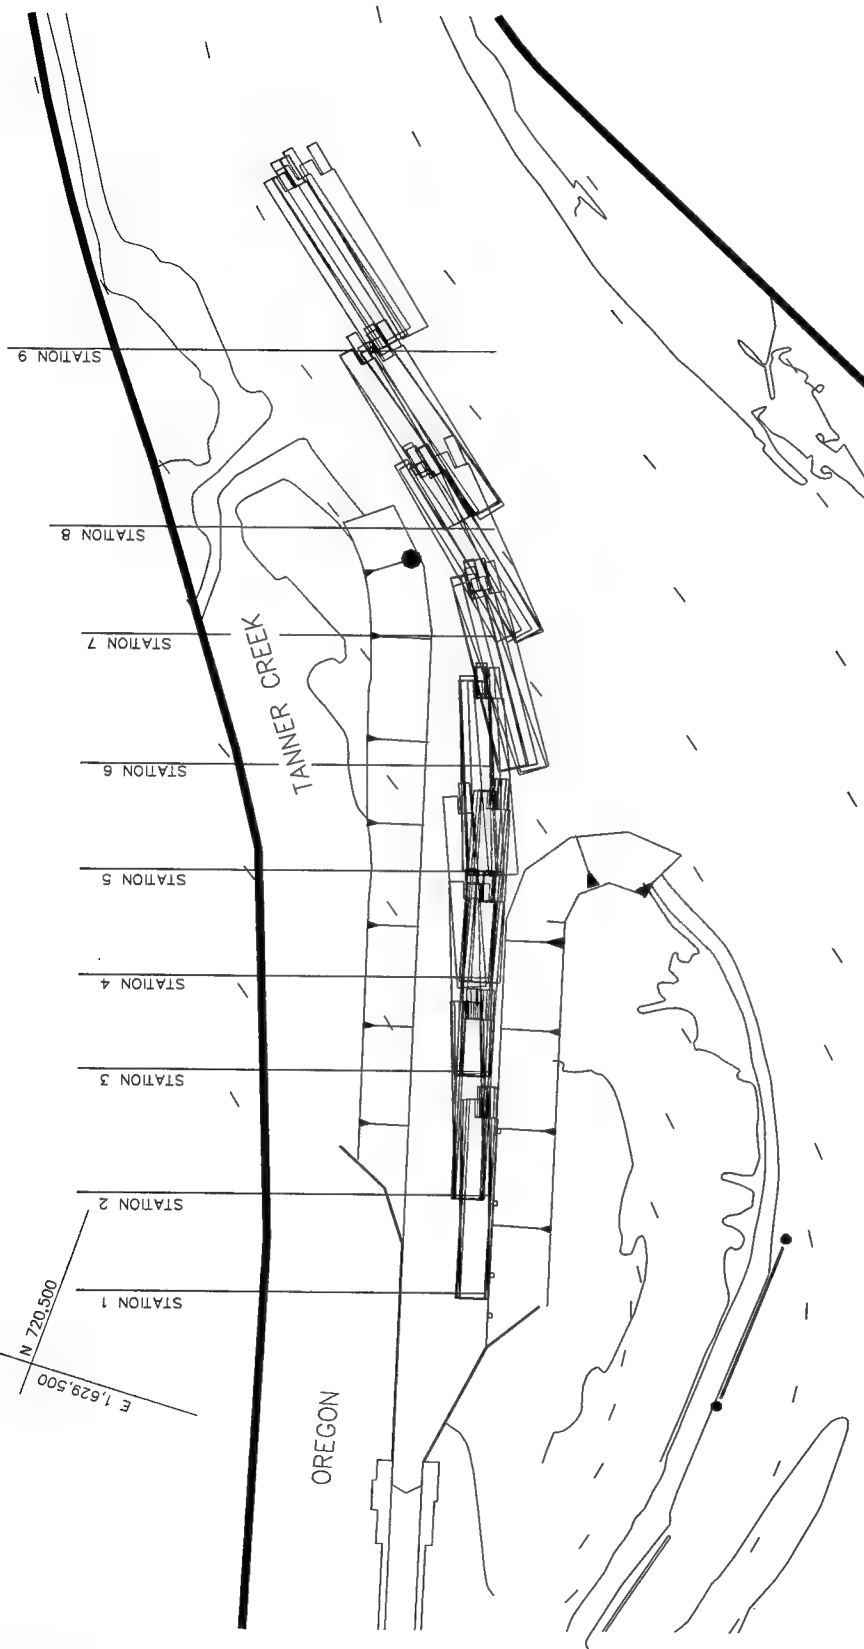 STATION 9
STATION 8
STATION 7
TANNER CREEK
STATION 6
STATION 5
STATION 4
STATION 3
STATION 2
STATION 1
N 720,500
E 1,629,500
OREGON